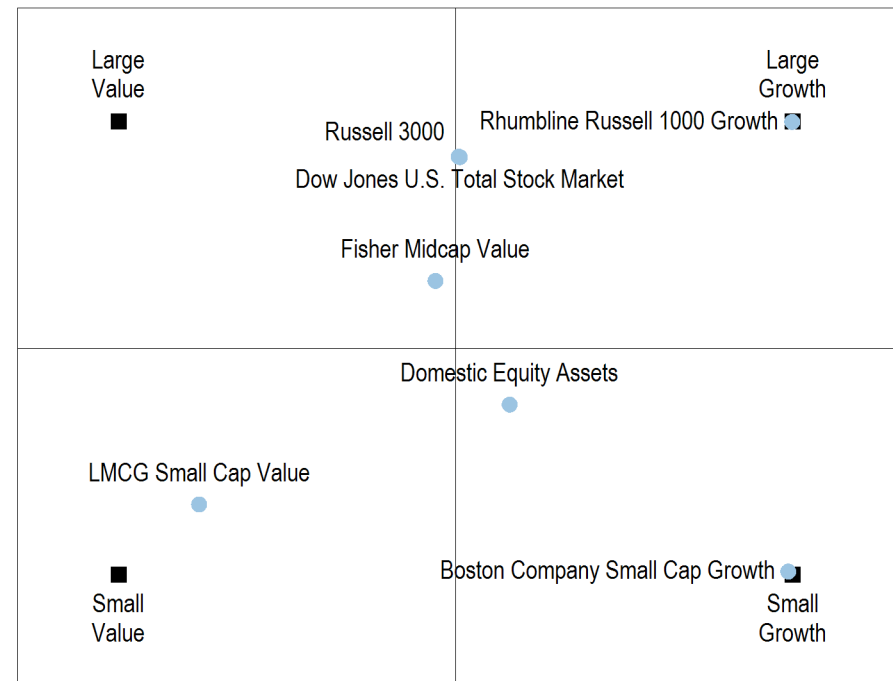 Large
Value
Large
Growth
Russell 3000
Rhumbline Russell 1000 Growth
Dow Jones U.S. Total Stock Market
Fisher Midcap Value
Domestic Equity Assets
LMCG Small Cap Value
Boston Company Small Cap Growth
Small
Value
Small
Growth